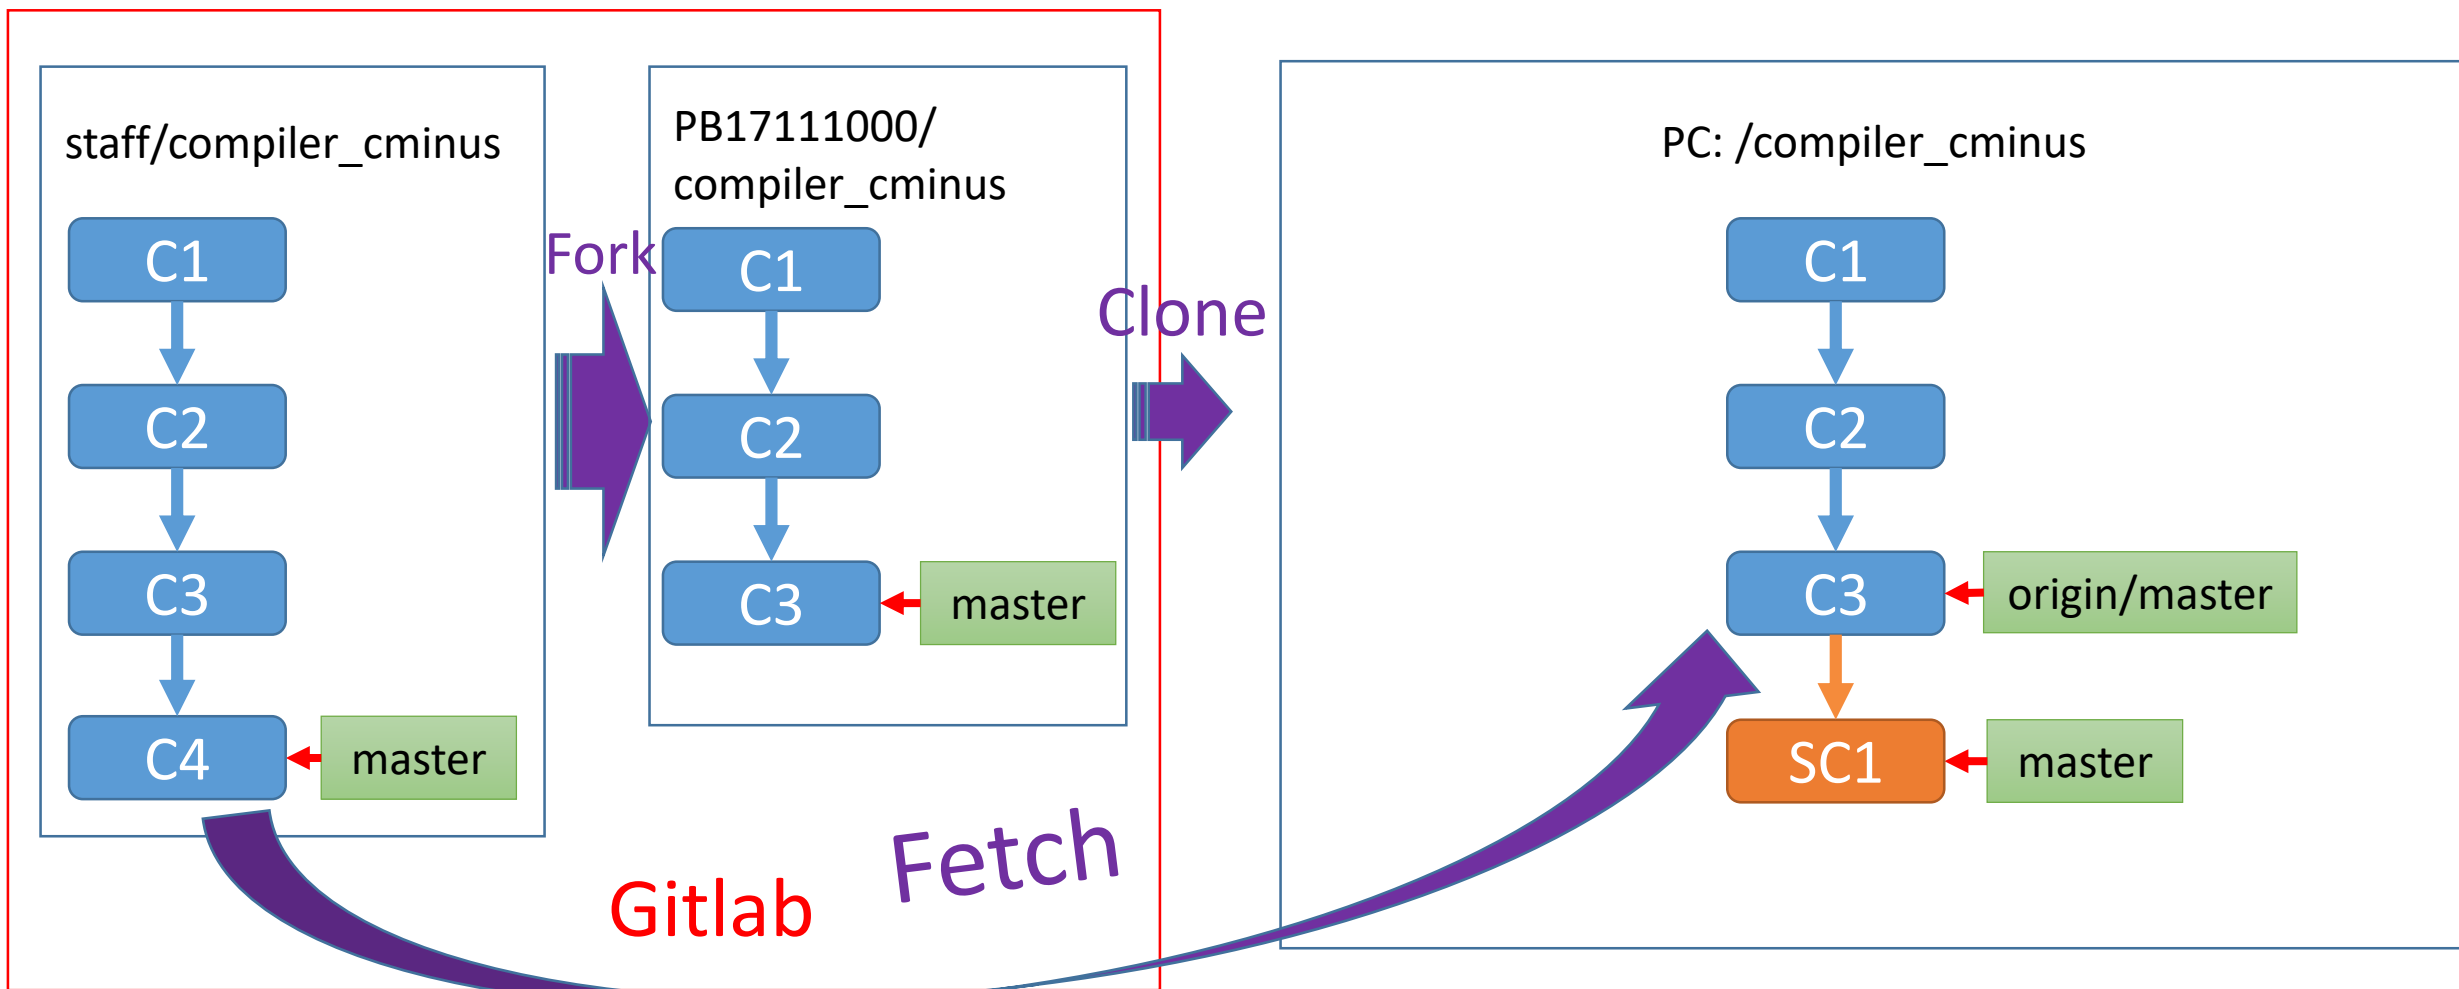 staff/compiler_cminus
C1
C2
C3
C4
master
Fork
PB17111000/
compiler_cminus
C1
C2
C3
master
Clone
PC: /compiler_cminus
C1
C2
C3
origin/master
SC1
master
Gitlab
Fetch